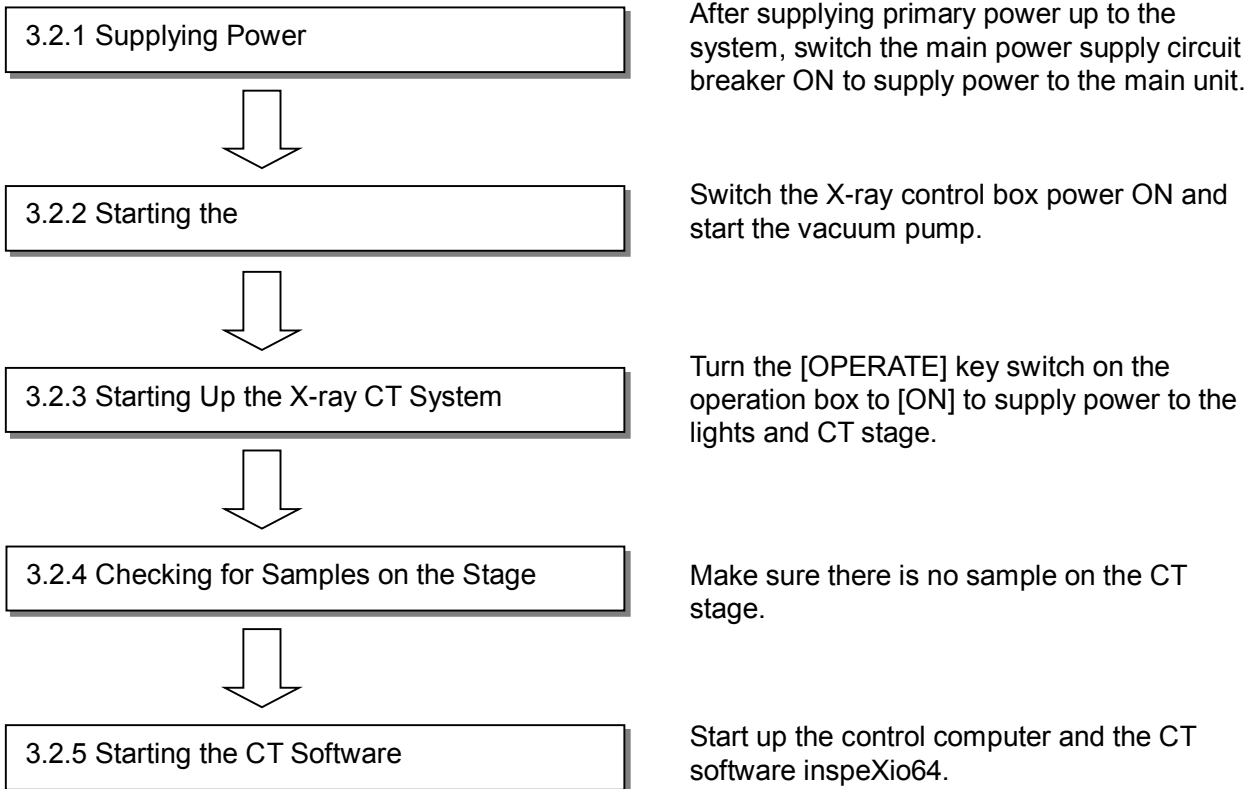 3.2.1 Supplying Power
After supplying primary power up to the
system, switch the main power supply circuit
breaker ON to supply power to the main unit.
3.2.2 Starting the
Switch the X-ray control box power ON and
start the vacuum pump.
3.2.3 Starting Up the X-ray CT System
Turn the [OPERATE] key switch on the
operation box to [ON] to supply power to the
lights and CT stage.
3.2.4 Checking for Samples on the Stage
Make sure there is no sample on the CT
stage.
3.2.5 Starting the CT Software
Start up the control computer and the CT
software inspeXio64.